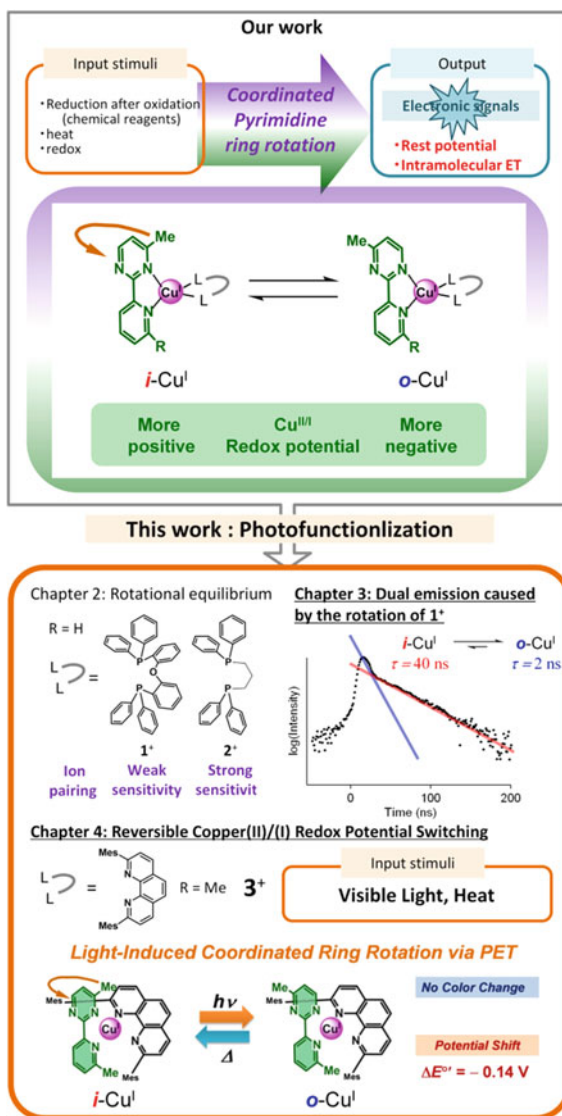 Our work
Input stimuli
・Reduction after oxidation
(chemical reagents)
・heat
・redox
Coordinated
Pyrimidine
ring rotation
Output
Electronic signals
・Rest potential
・Intramolecular ET
Me
N
N
N
Cu^I
L
L
R
i-Cu^I
Me
N
N
N
Cu^I
L
L
R
o-Cu^I
More positive
Cu^II/I Redox potential
More negative
This work : Photofunctionlization
Chapter 2: Rotational equilibrium
R = H
L
L
=
P
O
P
1⁺
P
P
2⁺
Ion pairing
Weak sensitivity
Strong sensitivit
Chapter 3: Dual emission caused
by the rotation of 1⁺
i-Cu^I
o-Cu^I
τ = 40 ns
τ = 2 ns
log(Intensity)
0
100
200
Time (ns)
Chapter 4: Reversible Copper(II)/(I) Redox Potential Switching
L
L
=
Mes
N
N
Mes
R = Me
3⁺
Input stimuli
Visible Light, Heat
Light-Induced Coordinated Ring Rotation via PET
Me
Mes
N
N
N
N
N
Cu^I
Me
Mes
i-Cu^I
hν
Δ
Me
Mes
N
N
N
N
N
Cu^I
Me
Mes
o-Cu^I
No Color Change
Potential Shift
ΔE°' = − 0.14 V